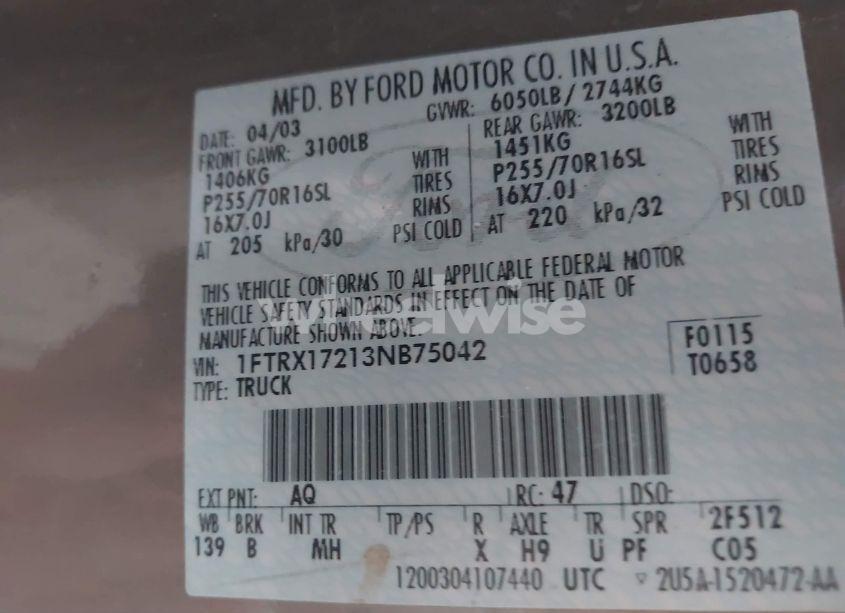 MFD. BY FORD MOTOR CO. IN U.S.A.
DATE: 04/03 GVWR: 6050LB/ 2744KG
FRONT GAWR: 3100LB REAR GAWR: 3200LB
1406KG WITH 1451KG WITH
P255/70R16SL TIRES P255/70R16SL TIRES
16X7.0J RIMS 16X7.0J RIMS
AT 205 kPa/30 PSI COLD AT 220 kPa/32 PSI COLD
THIS VEHICLE CONFORMS TO ALL APPLICABLE FEDERAL MOTOR
VEHICLE SAFETY STANDARDS IN EFFECT ON THE DATE OF
MANUFACTURE SHOWN ABOVE.
VIN: 1FTRX17213NB75042 F0115
TYPE: TRUCK T0658
EXT PNT: AQ RC: 47 DSO:
WB BRK INT TR TP/PS R AXLE TR SPR 2F512
139 B MH X H9 U PF C05
1200304107440 UTC 2U5A-1520472-AA